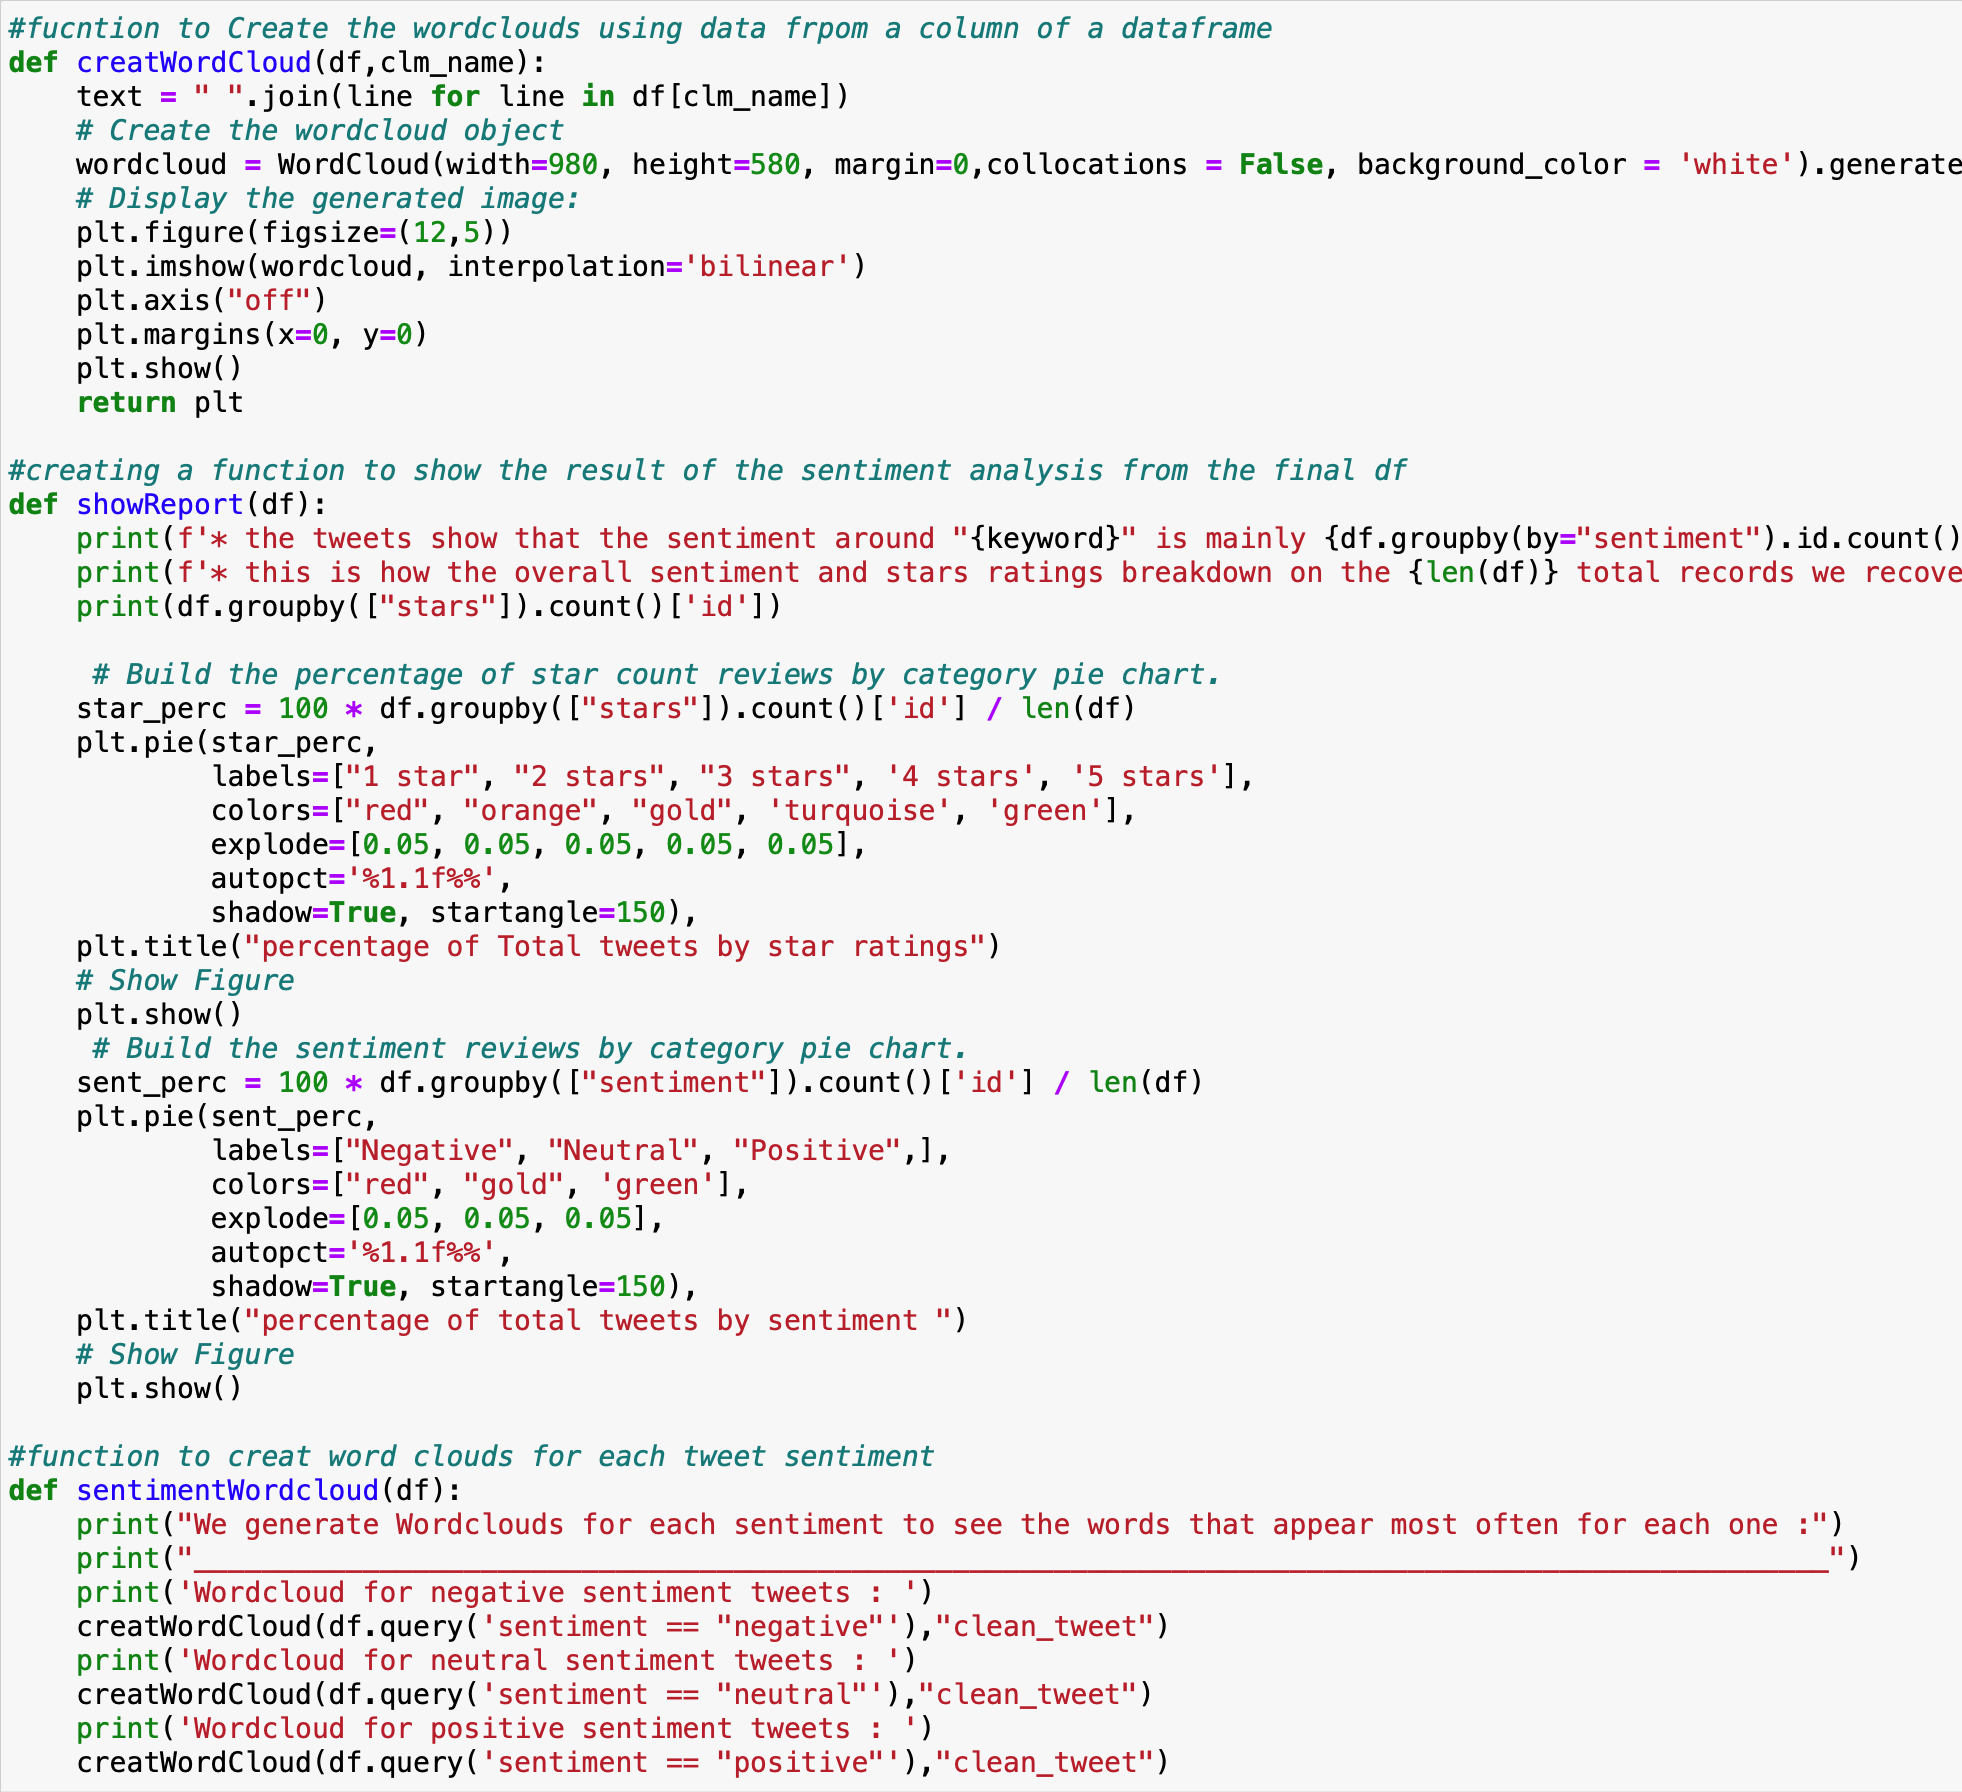 #fucntion to Create the wordclouds using data frpom a column of a dataframe
def creatWordCloud(df,clm_name):
    text = " ".join(line for line in df[clm_name])
    # Create the wordcloud object
    wordcloud = WordCloud(width=980, height=580, margin=0,collocations = False, background_color = 'white').generate
    # Display the generated image:
    plt.figure(figsize=(12,5))
    plt.imshow(wordcloud, interpolation='bilinear')
    plt.axis("off")
    plt.margins(x=0, y=0)
    plt.show()
    return plt

#creating a function to show the result of the sentiment analysis from the final df
def showReport(df):
    print(f'* the tweets show that the sentiment around "{keyword}" is mainly {df.groupby(by="sentiment").id.count()
    print(f'* this is how the overall sentiment and stars ratings breakdown on the {len(df)} total records we recove
    print(df.groupby(["stars"]).count()['id'])

     # Build the percentage of star count reviews by category pie chart.
    star_perc = 100 * df.groupby(["stars"]).count()['id'] / len(df)
    plt.pie(star_perc,
            labels=["1 star", "2 stars", "3 stars", '4 stars', '5 stars'],
            colors=["red", "orange", "gold", 'turquoise', 'green'],
            explode=[0.05, 0.05, 0.05, 0.05, 0.05],
            autopct='%1.1f%%',
            shadow=True, startangle=150),
    plt.title("percentage of Total tweets by star ratings")
    # Show Figure
    plt.show()
     # Build the sentiment reviews by category pie chart.
    sent_perc = 100 * df.groupby(["sentiment"]).count()['id'] / len(df)
    plt.pie(sent_perc,
            labels=["Negative", "Neutral", "Positive",],
            colors=["red", "gold", 'green'],
            explode=[0.05, 0.05, 0.05],
            autopct='%1.1f%%',
            shadow=True, startangle=150),
    plt.title("percentage of total tweets by sentiment ")
    # Show Figure
    plt.show()

#function to creat word clouds for each tweet sentiment
def sentimentWordcloud(df):
    print("We generate Wordclouds for each sentiment to see the words that appear most often for each one :")
    print("_________________________________________________________________________________________________")
    print('Wordcloud for negative sentiment tweets : ')
    creatWordCloud(df.query('sentiment == "negative"'),"clean_tweet")
    print('Wordcloud for neutral sentiment tweets : ')
    creatWordCloud(df.query('sentiment == "neutral"'),"clean_tweet")
    print('Wordcloud for positive sentiment tweets : ')
    creatWordCloud(df.query('sentiment == "positive"'),"clean_tweet")